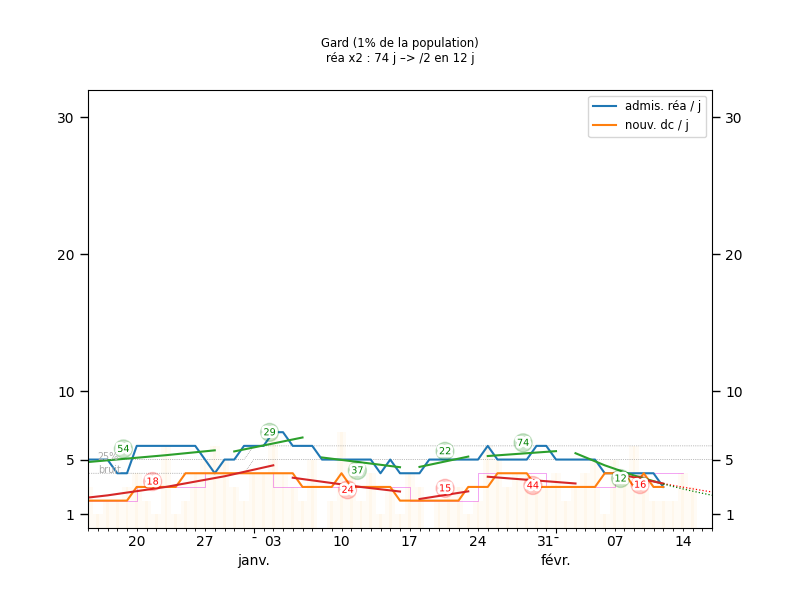 Gard (1% de la population)
réa x2 : 74 j –> /2 en 12 j
admis. réa / j
nouv. dc / j
30 30
20 20
10 10
5 5
1 1
25%
bruit
54
29
18
37
24
22
15
74
44
12
16
20 27 - 03 10 17 24 31 - 07 14
janv. févr.